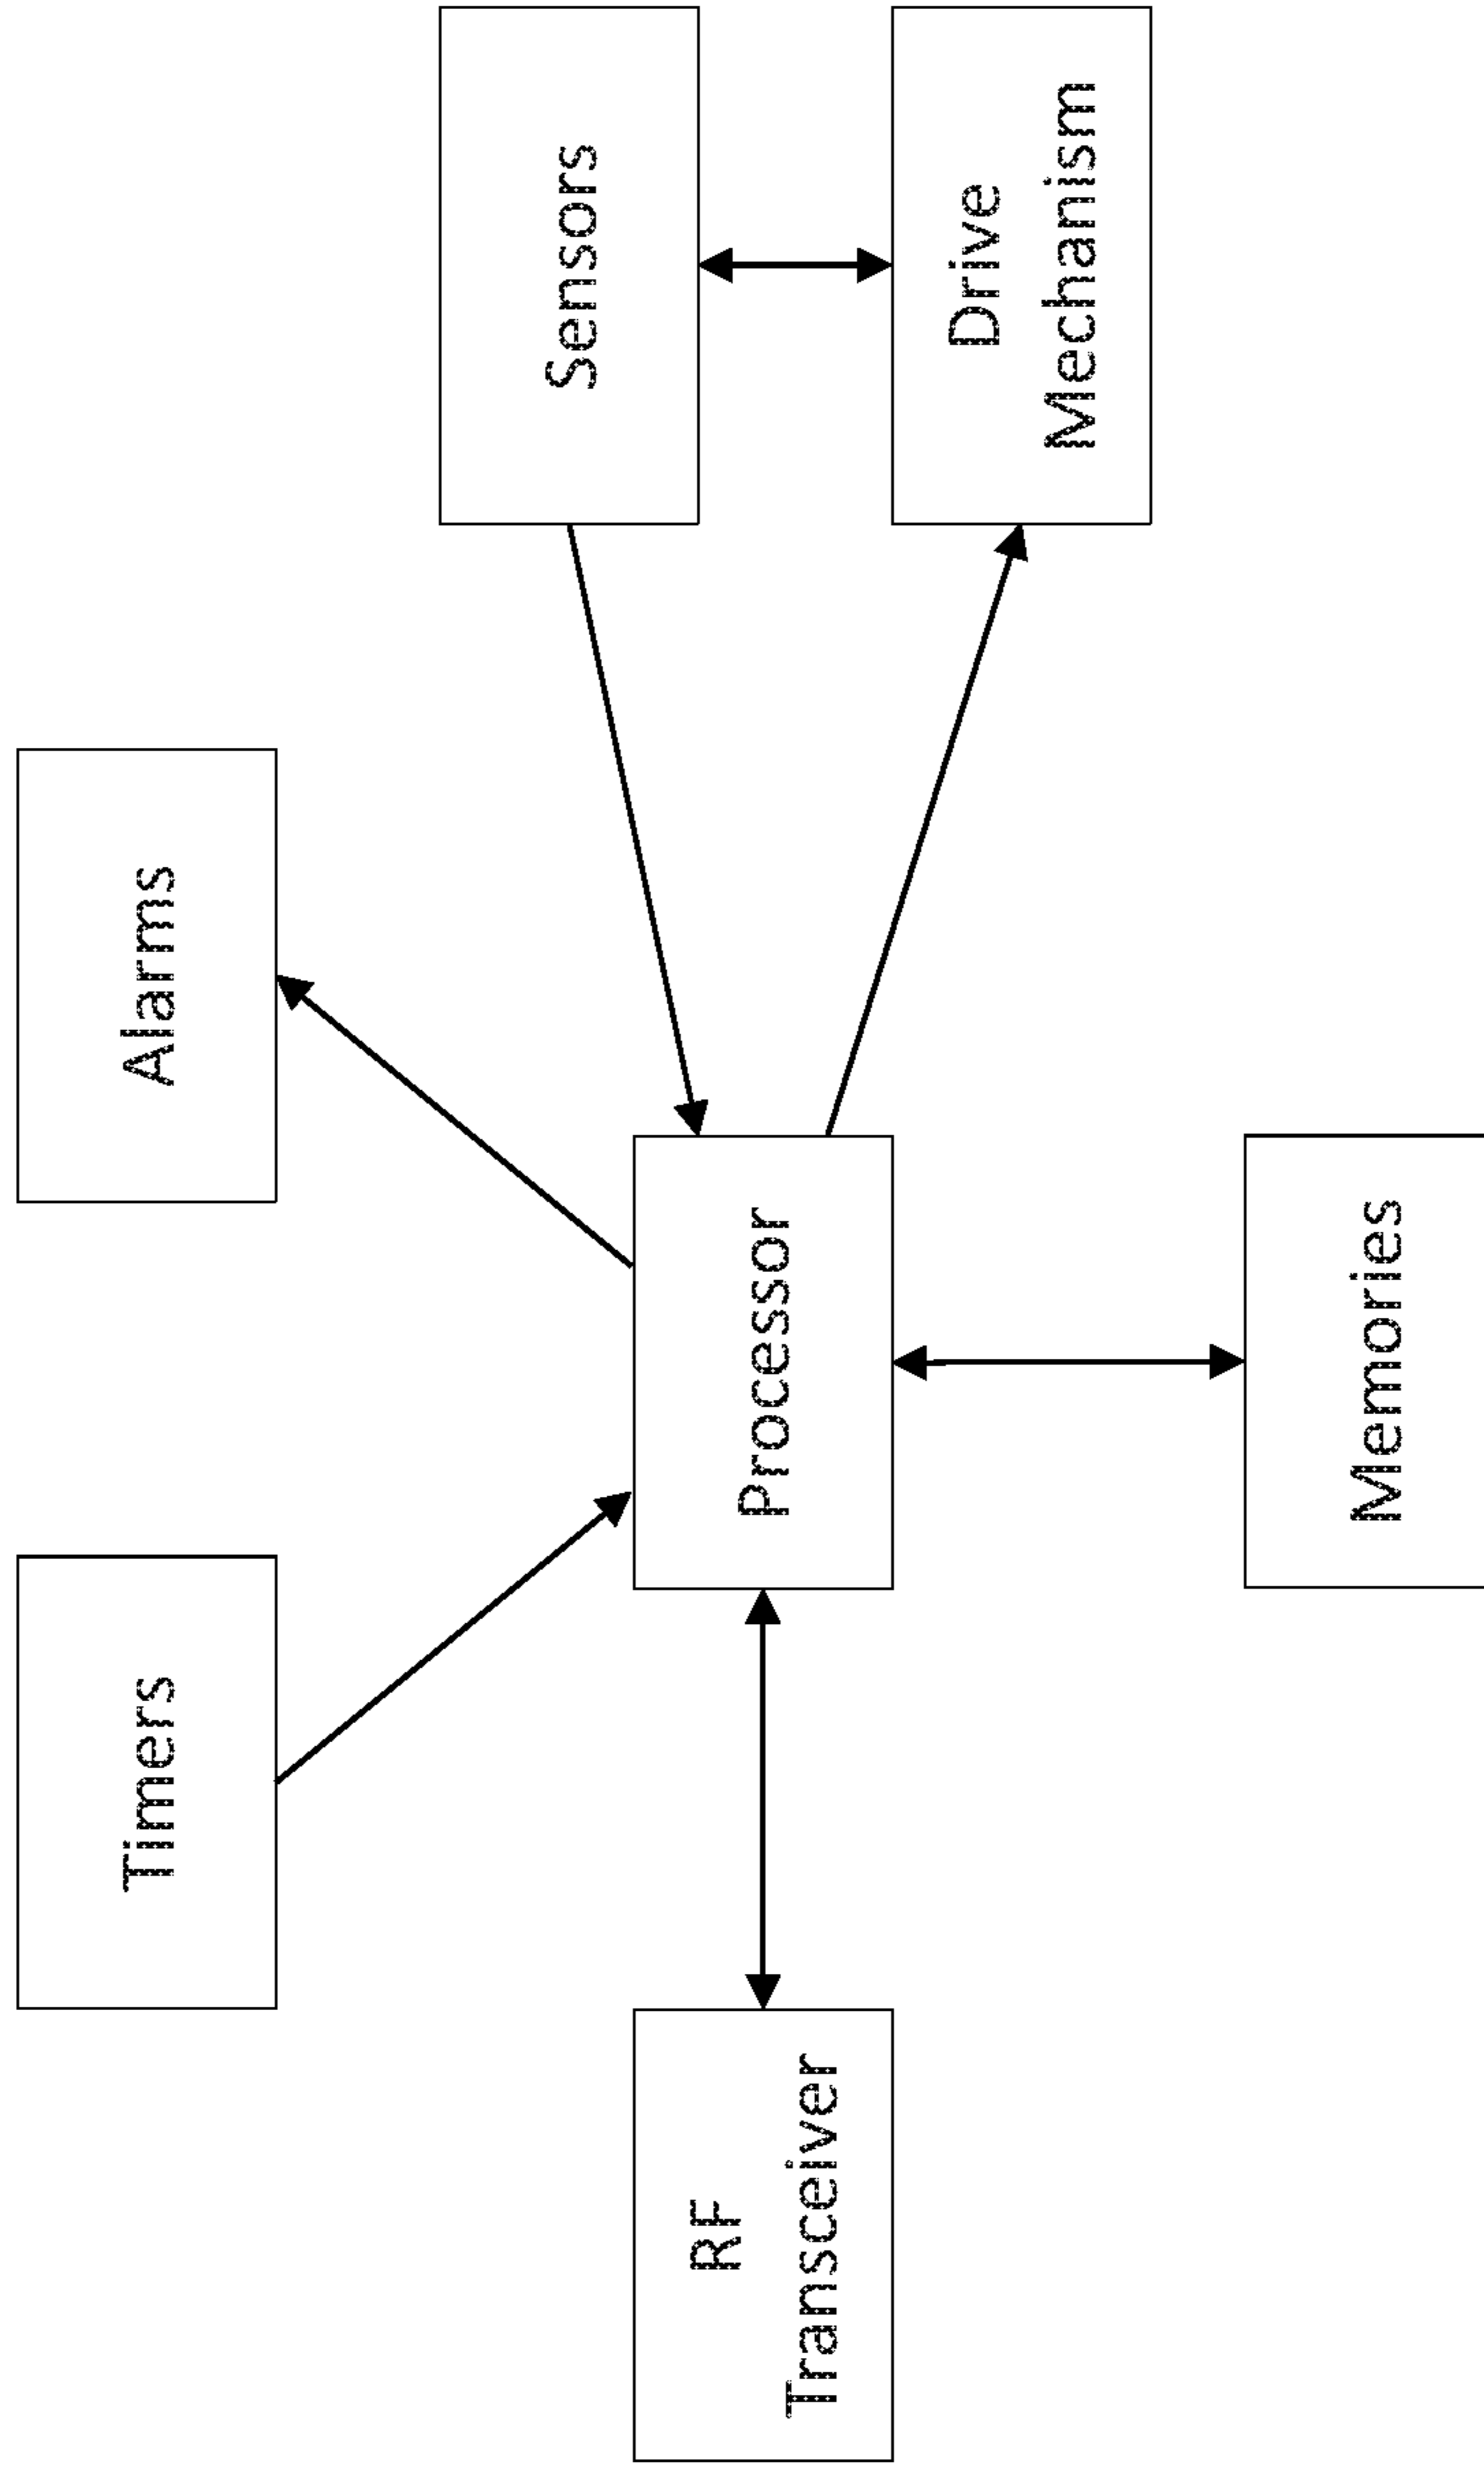 Timers
Alarms
Sensors
RF
Transceiver
Processor
Drive
Mechanism
Memories